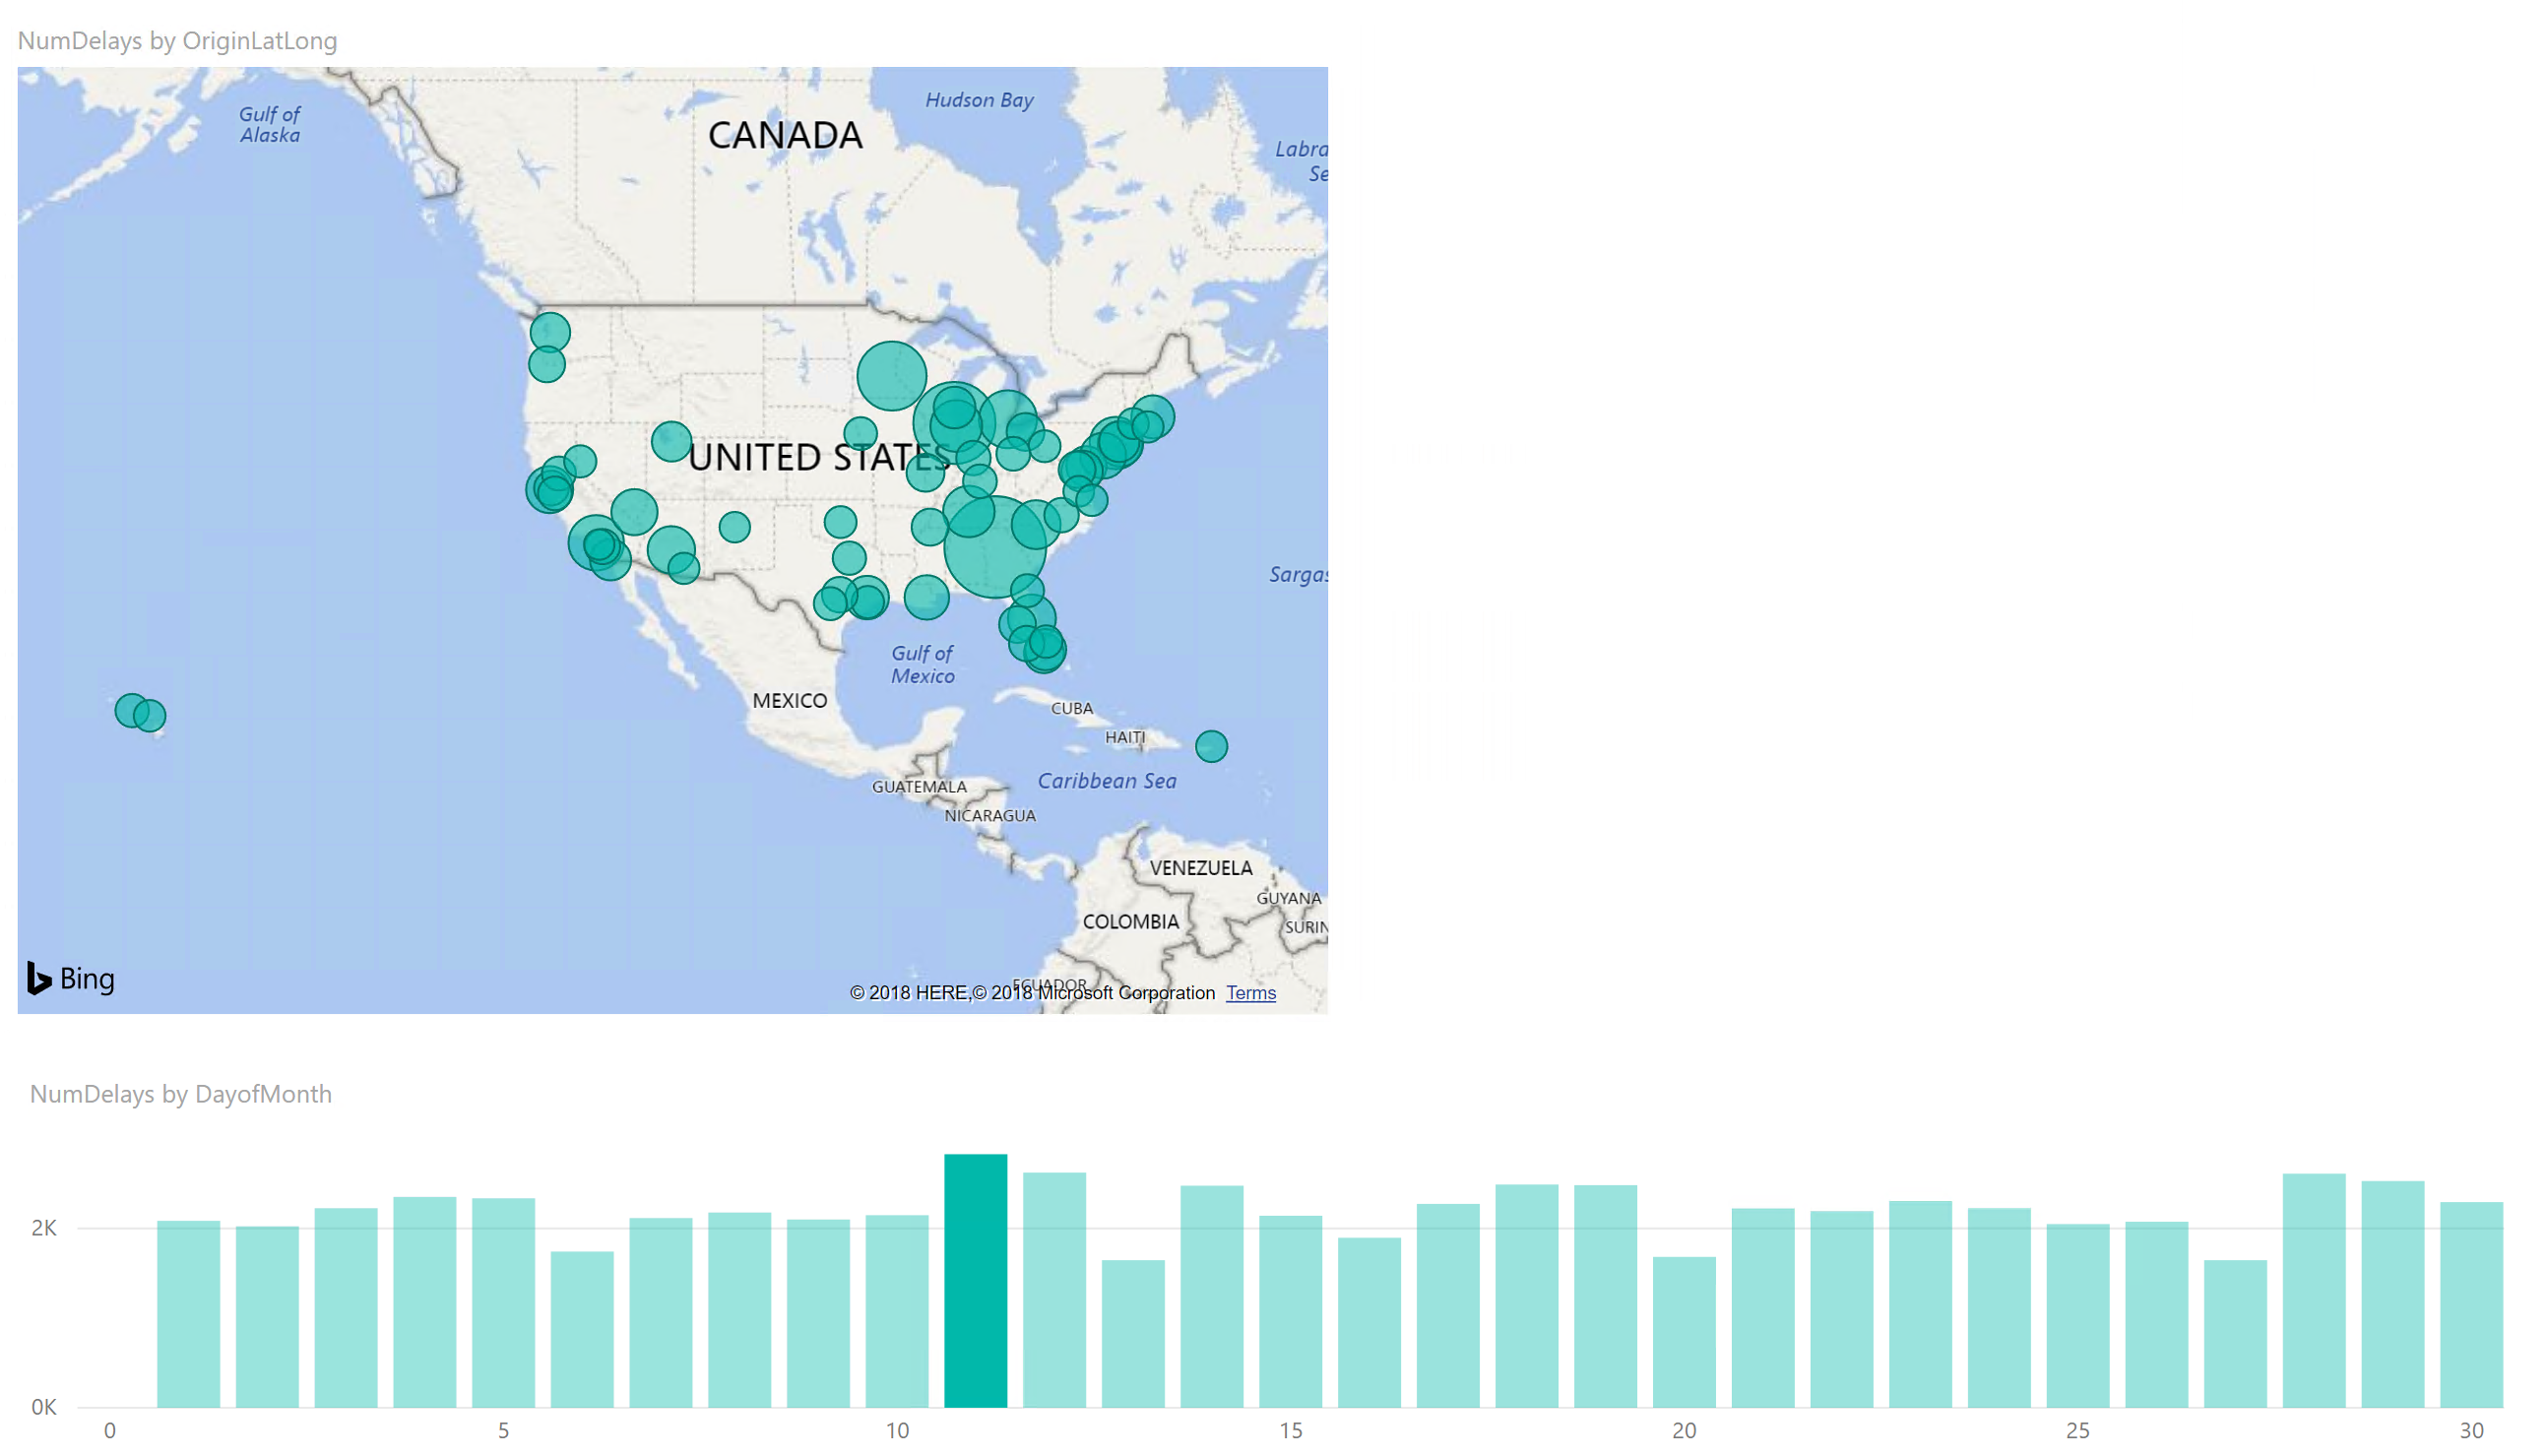 NumDelays by OriginLatLong
Gulf of
Alaska
Hudson Bay
CANADA
Labra
Se
UNITED STATES
Sargas
Gulf of
Mexico
MEXICO
CUBA
HAITI
GUATEMALA
Caribbean Sea
NICARAGUA
VENEZUELA
GUYANA
COLOMBIA
SURIN
ECUADOR
Bing
© 2018 HERE,© 2018 Microsoft Corporation Terms
NumDelays by DayofMonth
2K
0K
0 5 10 15 20 25 30